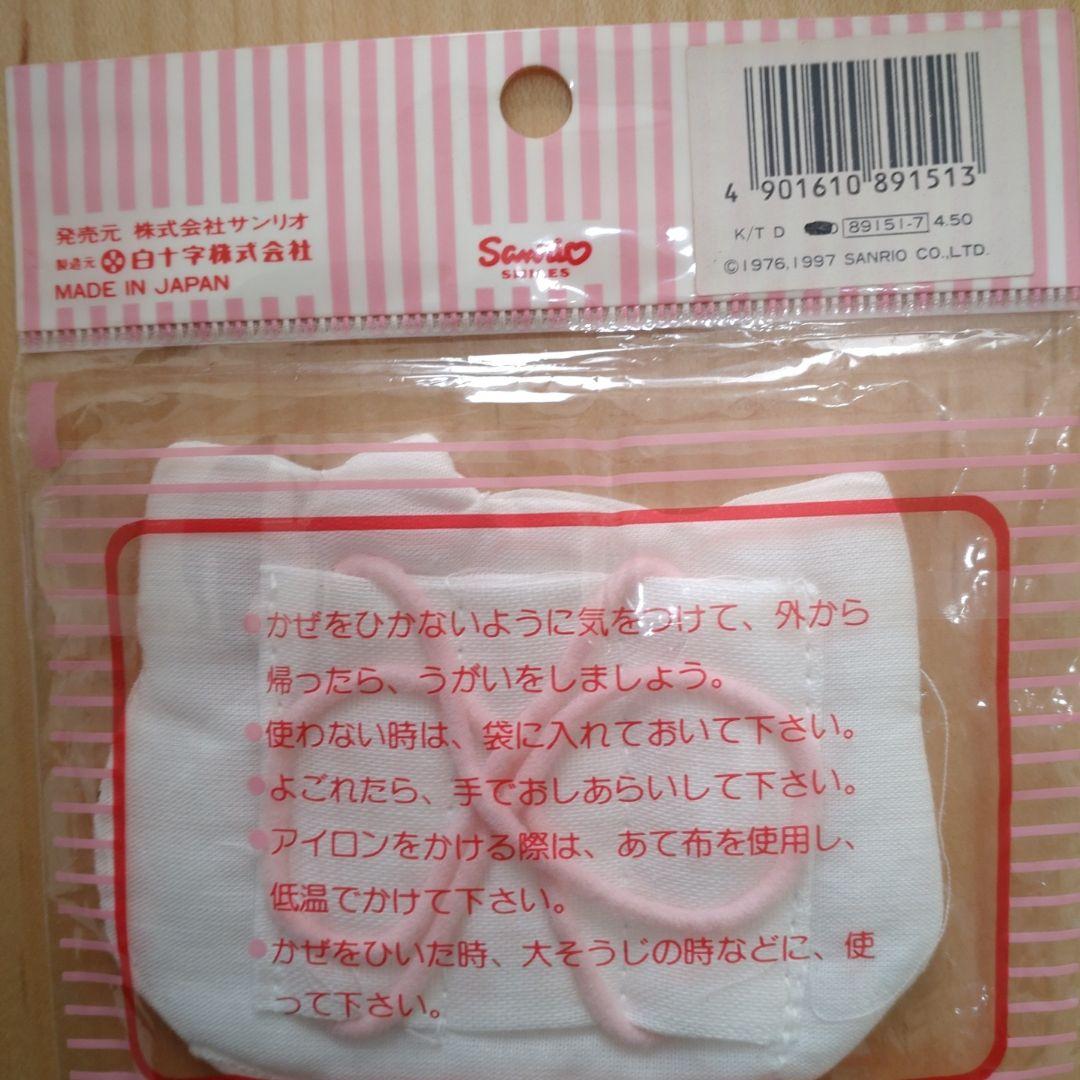 発売元 株式会社サンリオ
製造元 白十字株式会社
MADE IN JAPAN
Sanrio
SMILES
4 901610 891513
K/T D 89151-7 4.50
©1976,1997 SANRIO CO.,LTD.
●かぜをひかないように気をつけて、外から
帰ったら、うがいをしましょう。
●使わない時は、袋に入れておいて下さい。
●よごれたら、手でおしあらいして下さい。
●アイロンをかける際は、あて布を使用し、
低温でかけて下さい。
●かぜをひいた時、大そうじの時などに、使
って下さい。